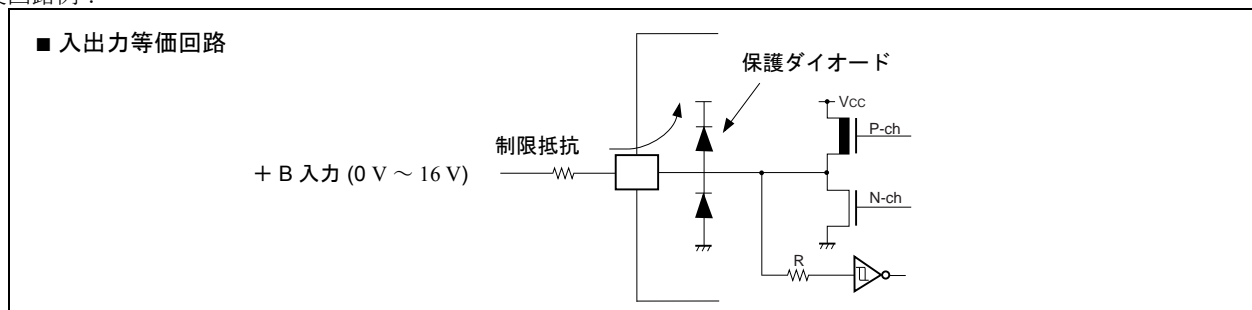 ■ 入出力等価回路
保護ダイオード
Vcc
P-ch
制限抵抗
+ B 入力 (0 V ~ 16 V)
N-ch
R